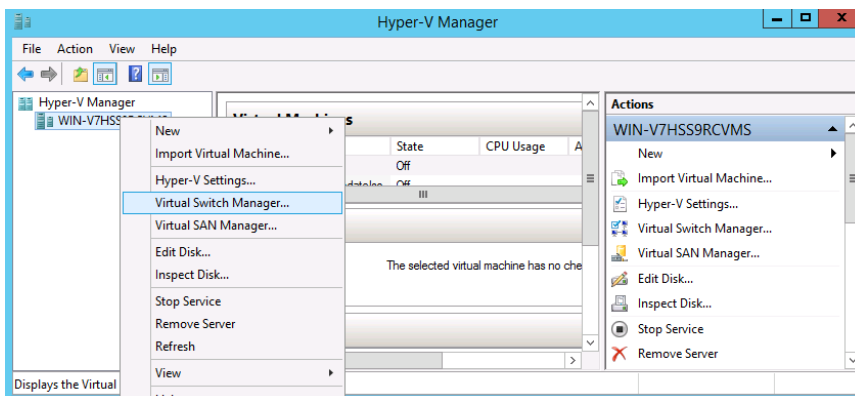 Hyper-V Manager
File Action View Help
Hyper-V Manager
WIN-V7HSS9RCVMS
New
Import Virtual Machine...
Hyper-V Settings...
Virtual Switch Manager...
Virtual SAN Manager...
Edit Disk...
Inspect Disk...
Stop Service
Remove Server
Refresh
View
State CPU Usage A
Off
Off
The selected virtual machine has no che
Actions
WIN-V7HSS9RCVMS
New
Import Virtual Machine...
Hyper-V Settings...
Virtual Switch Manager...
Virtual SAN Manager...
Edit Disk...
Inspect Disk...
Stop Service
Remove Server
Displays the Virtual